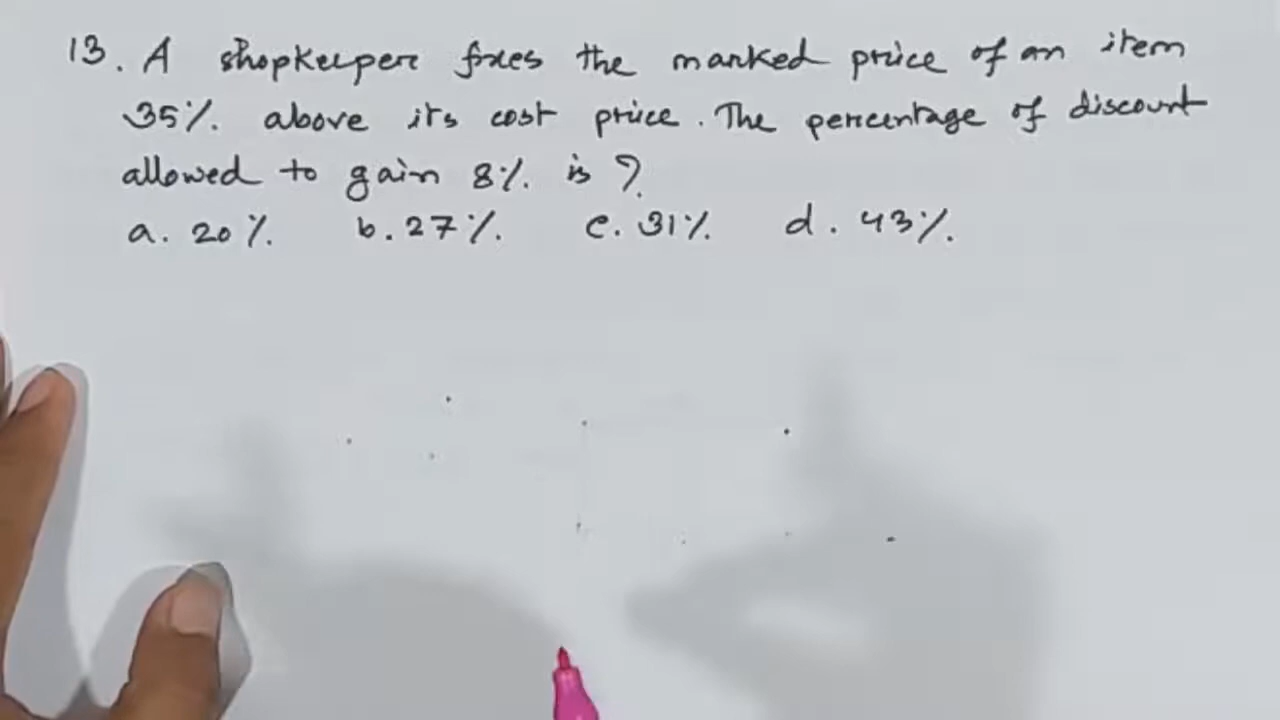 13. A shopkeeper fixes the marked price of an item
35%. above its cost price. The percentage of discount
allowed to gain 8%. is ?
a. 20%. b. 27%. c. 31%. d. 43%.